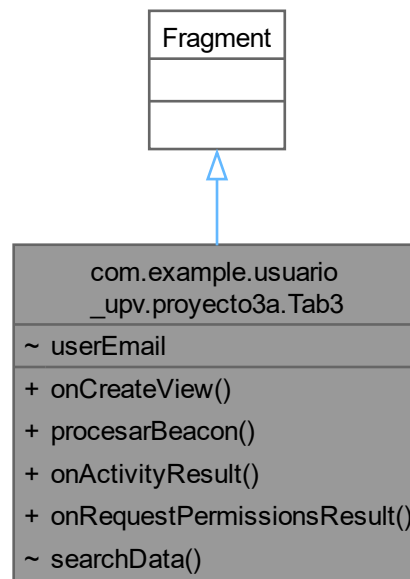 Fragment
com.example.usuario
_upv.proyecto3a.Tab3
~ userEmail
+ onCreateView()
+ procesarBeacon()
+ onActivityResult()
+ onRequestPermissionsResult()
~ searchData()